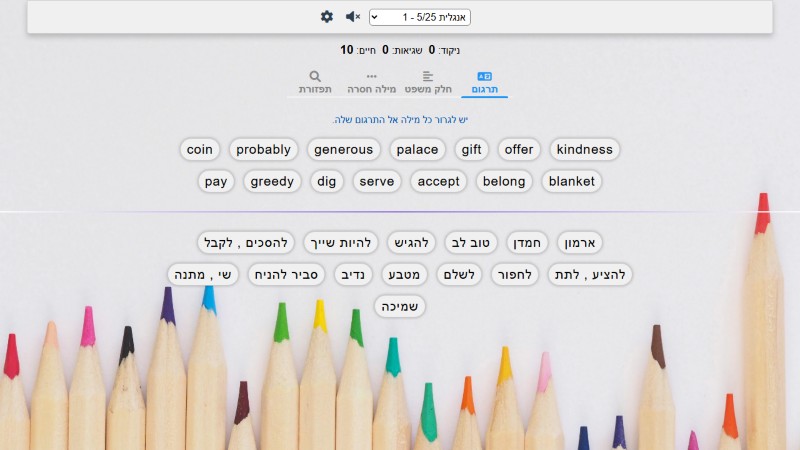 אנגלית 5/25 - 1
ניקוד: 0 שגיאות: 0 חיים: 10
תרגום חלק משפט מילה חסרה תפזורת
יש לגרור כל מילה אל התרגום שלה.
coin probably generous palace gift offer kindness
pay greedy dig serve accept belong blanket
ארמון חמדן טוב לב להגיש להיות שייך להסכים , לקבל
להציע , לתת לחפור לשלם מטבע נדיב סביר להניח שי , מתנה
שמיכה